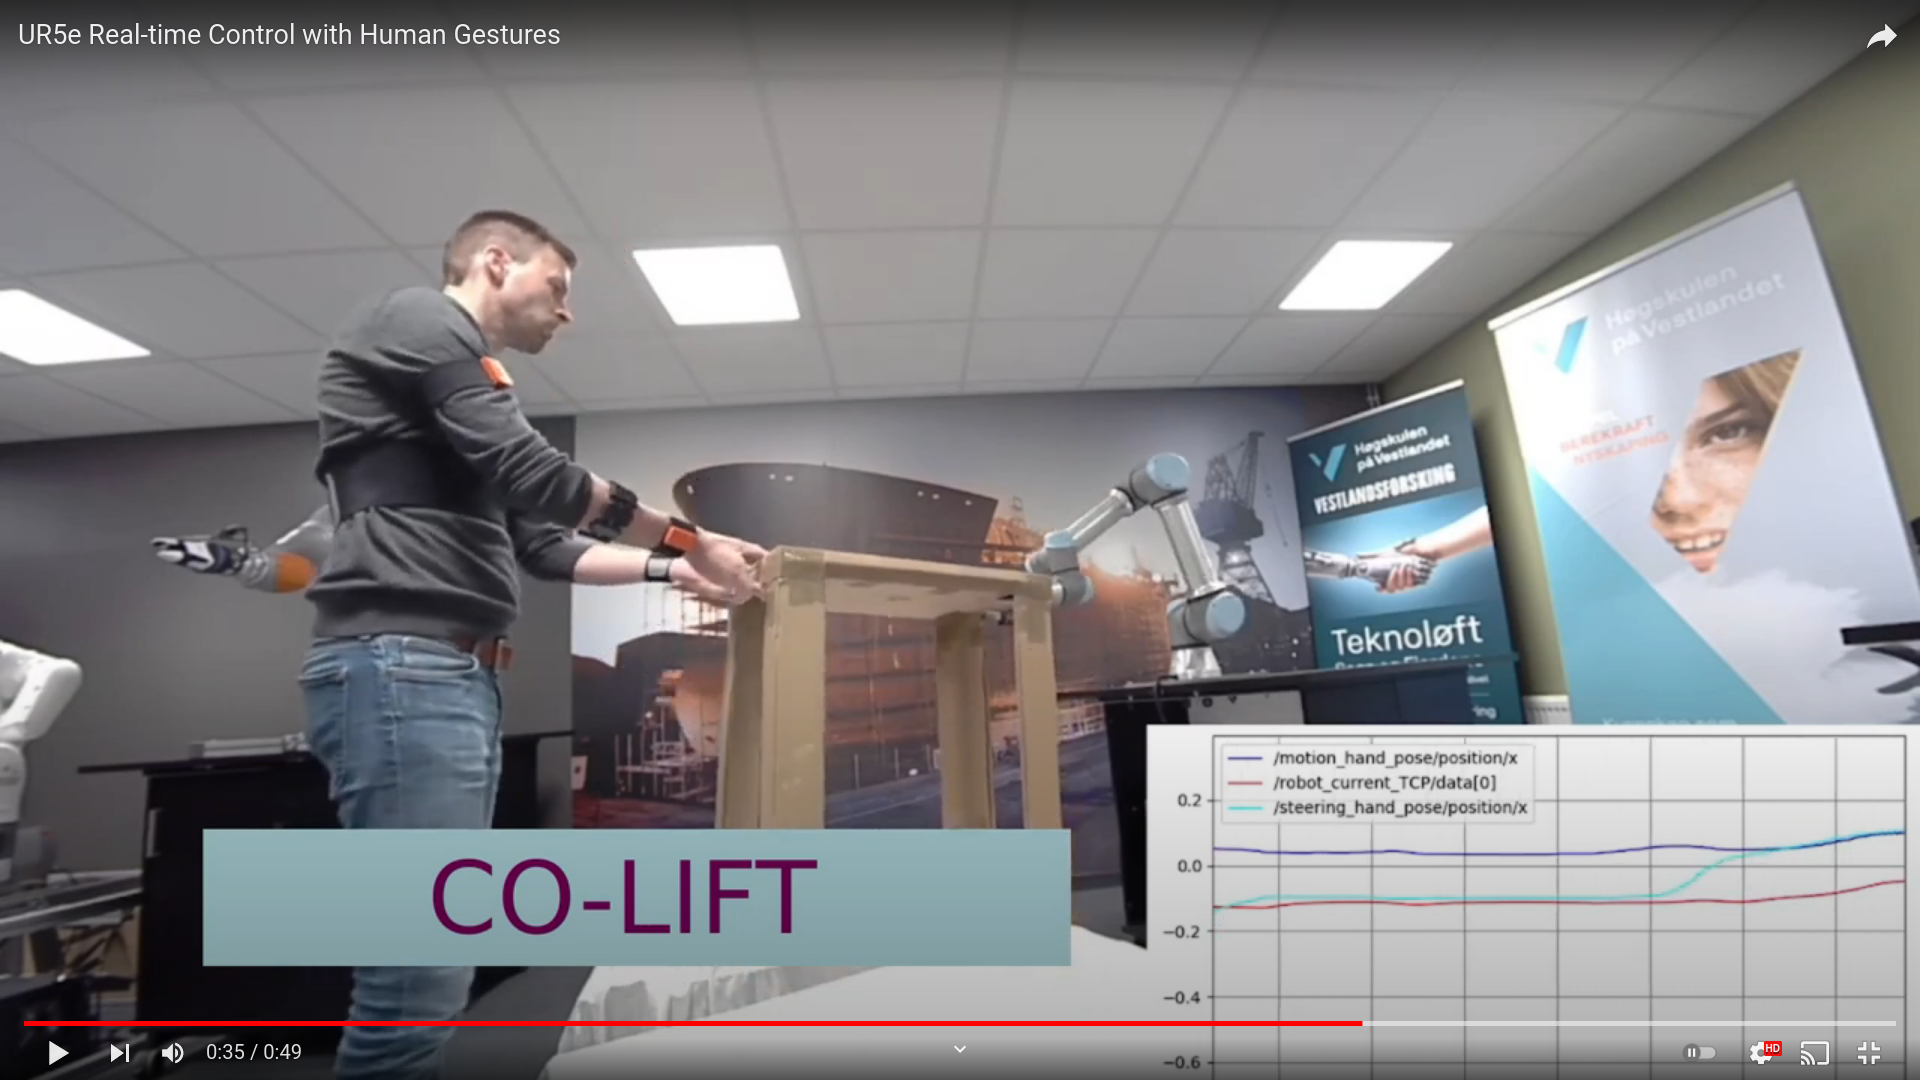 UR5e Real-time Control with Human Gestures
Høgskulen
på Vestlandet
BEREKRAFT
NYSKAPING
Høgskulen
på Vestlandet
VESTLANDSFORSKING
Teknoløft
CO-LIFT
/motion_hand_pose/position/x
/robot_current_TCP/data[0]
/steering_hand_pose/position/x
0.2
0.0
−0.2
−0.4
−0.6
0:35 / 0:49
HD